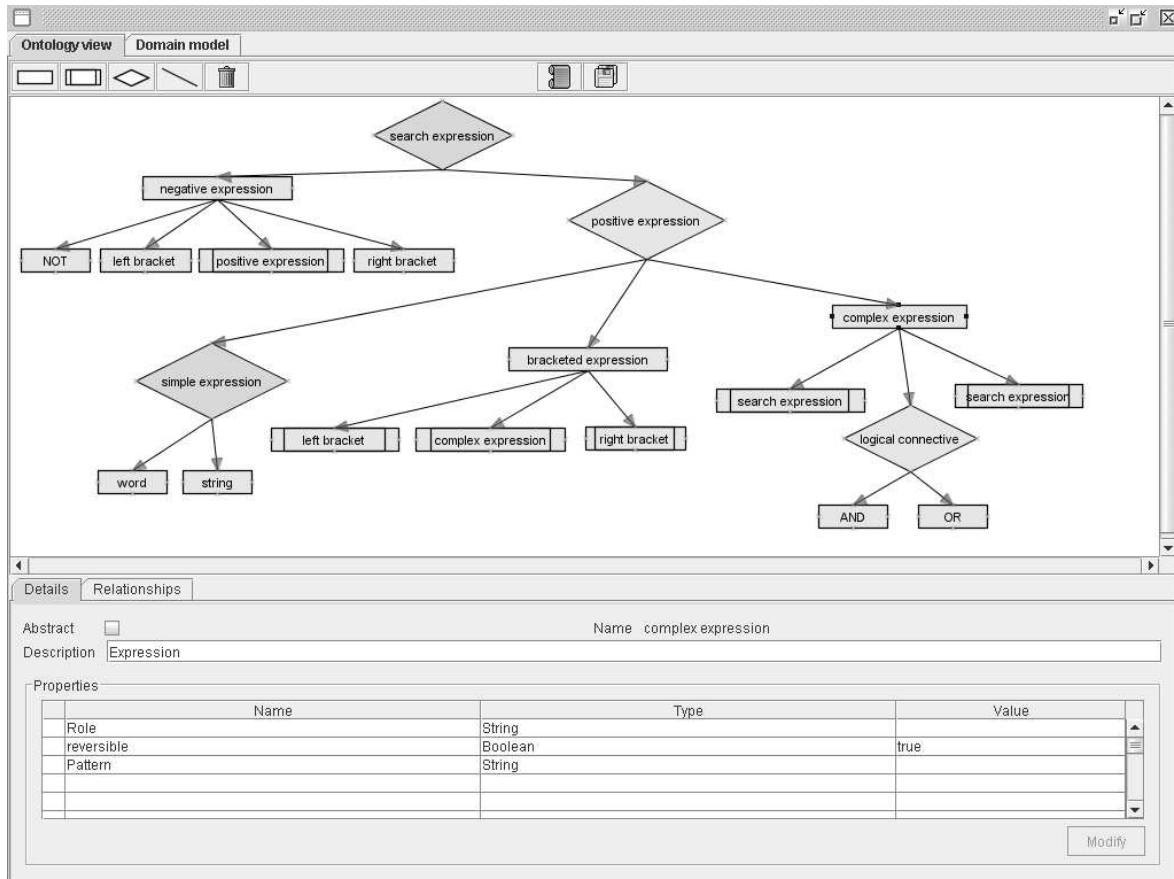 Ontology view Domain model
search expression
negative expression
positive expression
NOT left bracket positive expression right bracket
complex expression
bracketed expression
simple expression
search expression search expression
left bracket complex expression right bracket
logical connective
word string
AND OR
Details Relationships
Abstract Name complex expression
Description Expression
Properties
Name Type Value
Role String
reversible Boolean true
Pattern String
Modify